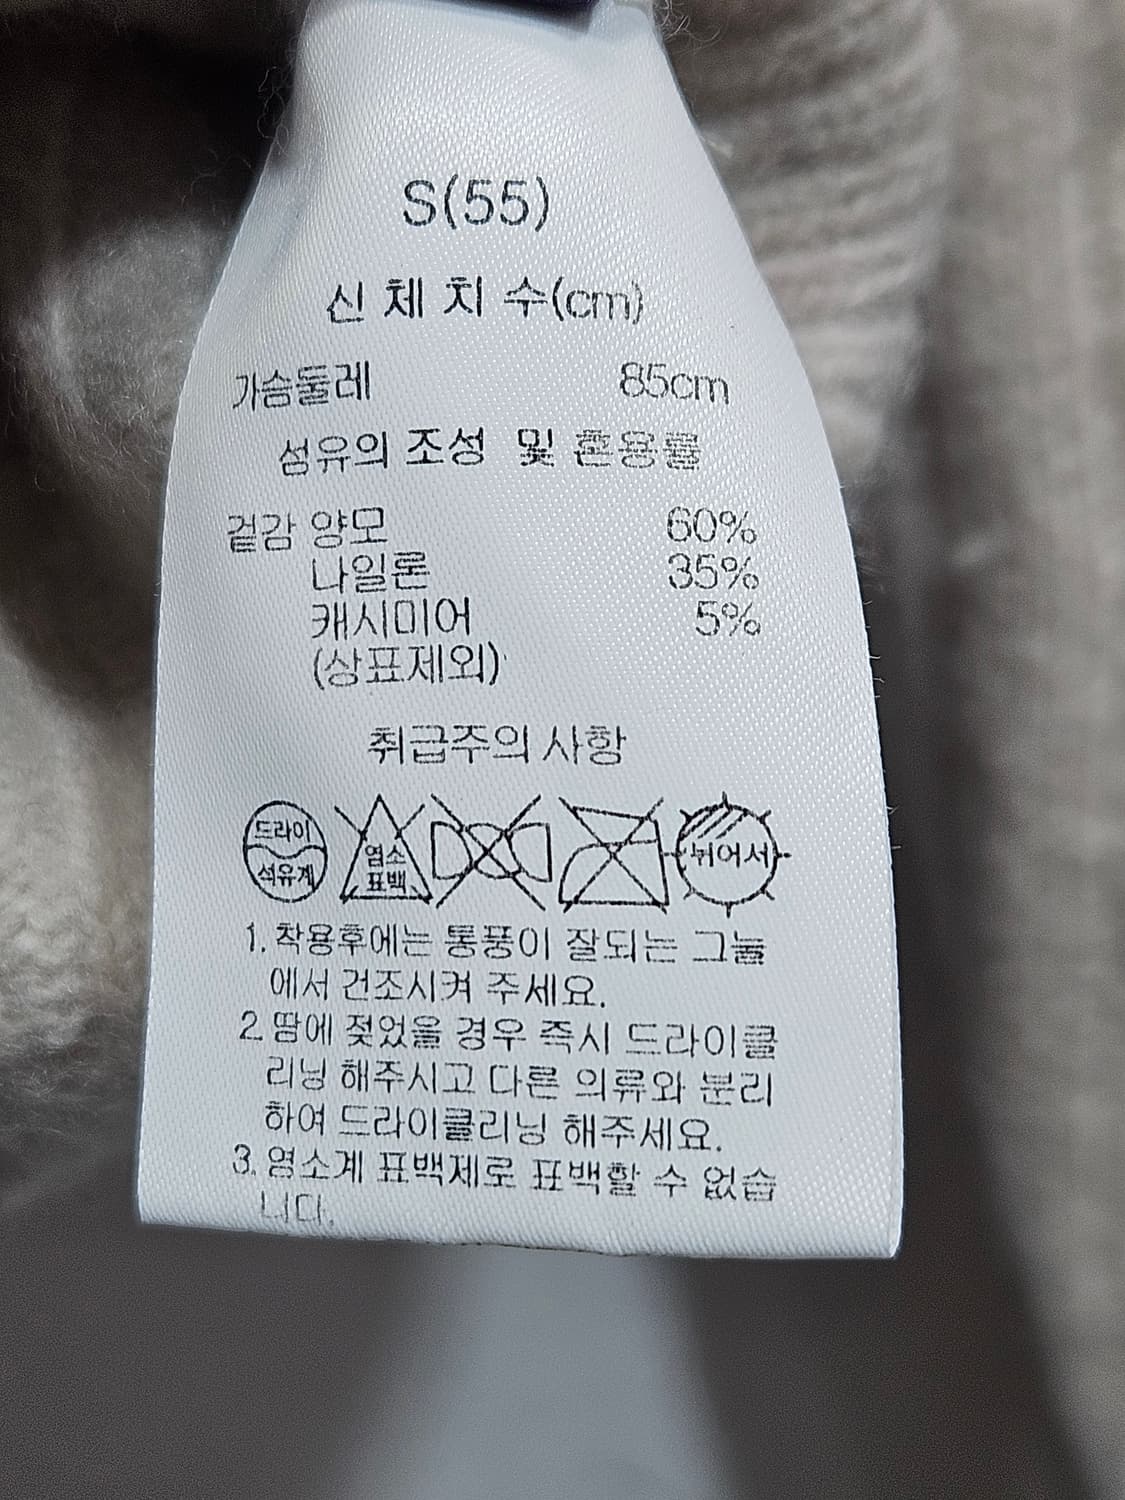 S(55)
신체치수(cm)
가슴둘레 85cm
섬유의 조성 및 혼용률
겉감 양모 60%
나일론 35%
캐시미어 5%
(상표제외)
취급주의 사항
드라이
석유계
염소
표백
뉘어서
1. 착용후에는 통풍이 잘되는 그늘
에서 건조시켜 주세요.
2. 땀에 젖었을 경우 즉시 드라이클
리닝 해주시고 다른 의류와 분리
하여 드라이클리닝 해주세요.
3. 염소계 표백제로 표백할 수 없습
니다.